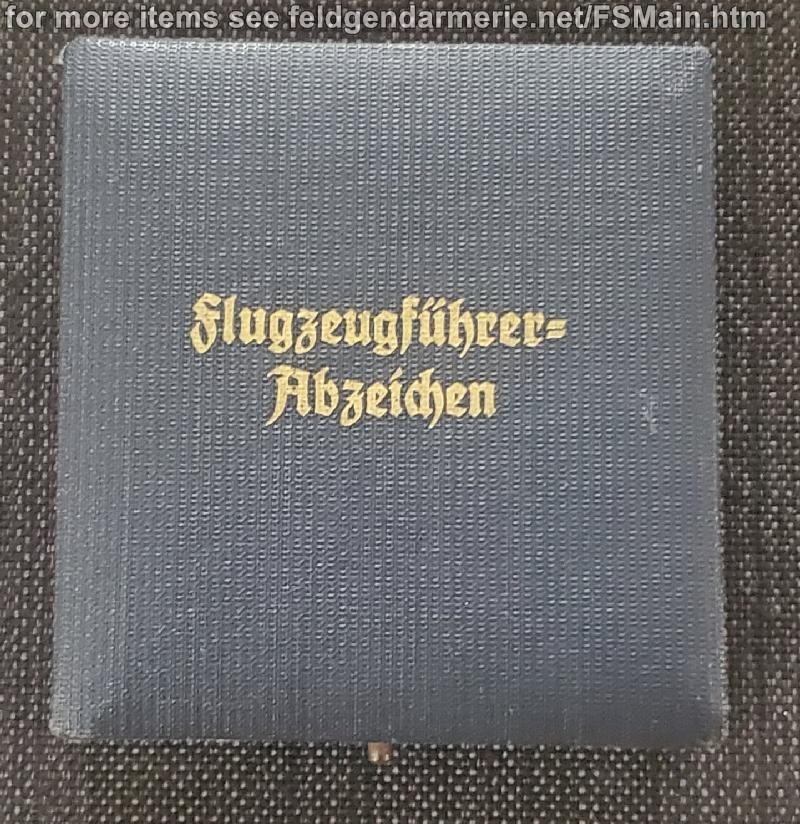 for more items see feldgendarmerie.net/FSMain.htm
Flugzeugführer=
Abzeichen